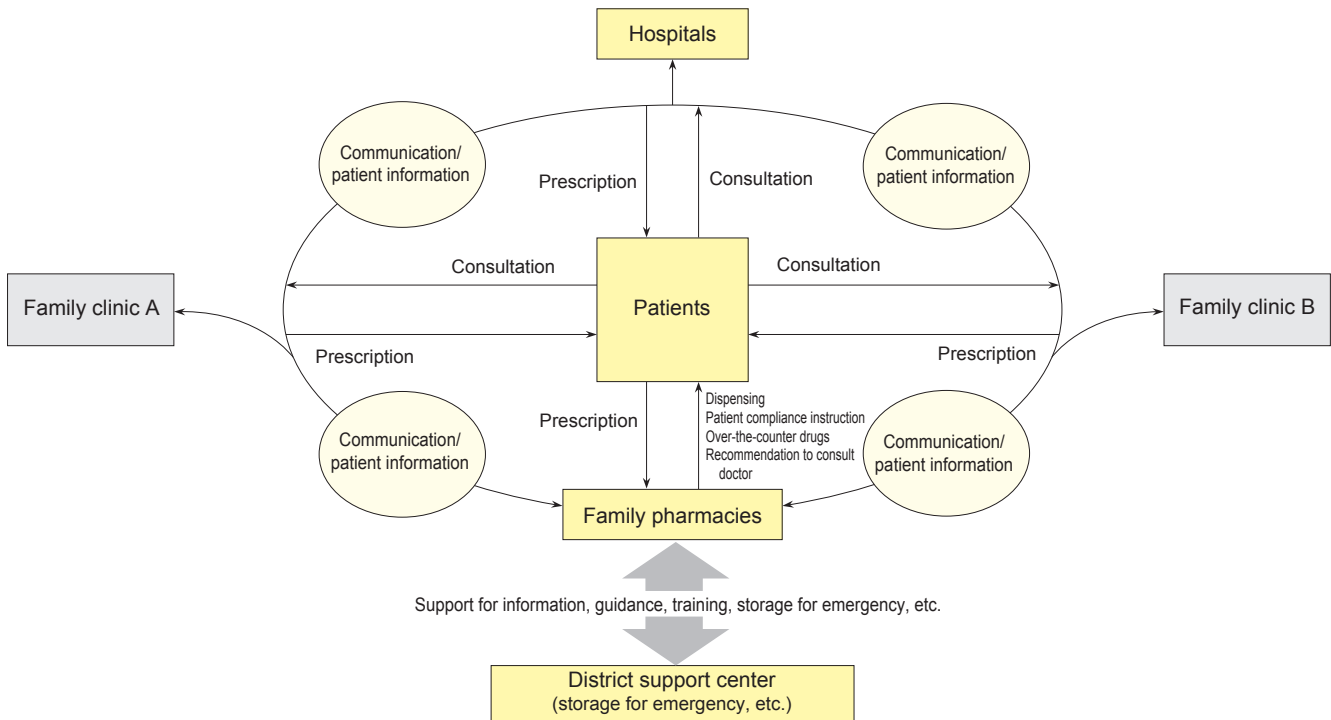 Hospitals
Communication/
patient information
Communication/
patient information
Prescription
Consultation
Consultation
Consultation
Family clinic A
Patients
Family clinic B
Prescription
Prescription
Prescription
Dispensing
Patient compliance instruction
Over-the-counter drugs
Recommendation to consult
doctor
Communication/
patient information
Communication/
patient information
Family pharmacies
Support for information, guidance, training, storage for emergency, etc.
District support center
(storage for emergency, etc.)